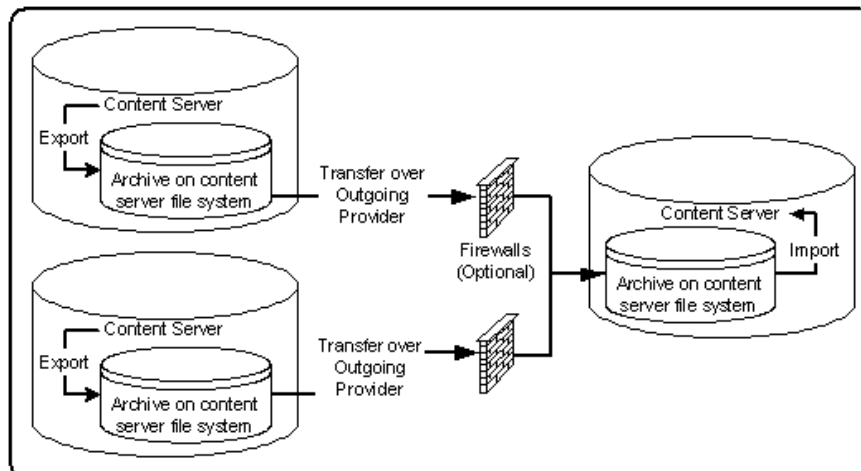 Content Server
Export
Archive on content
server file system
Transfer over
Outgoing
Provider
Firewalls
(Optional)
Content Server
Import
Archive on content
server file system
Content Server
Export
Archive on content
server file system
Transfer over
Outgoing
Provider